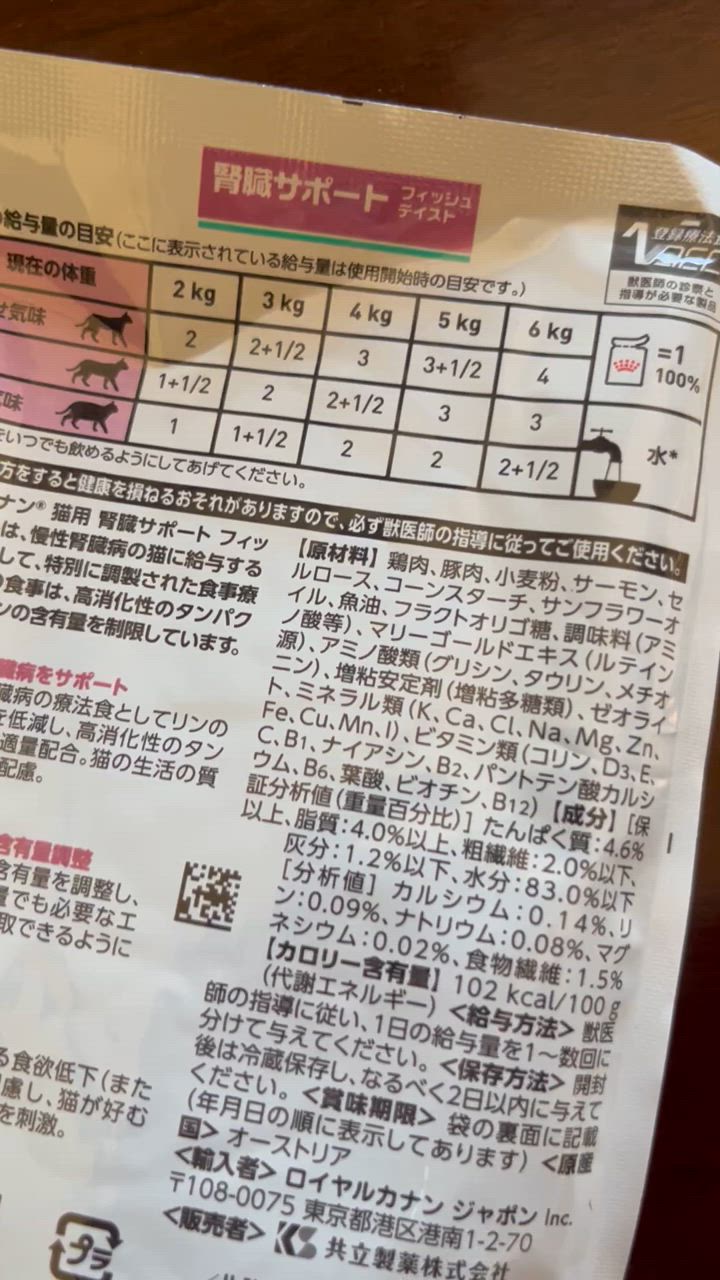 腎臓サポート フィッシュ
テイスト
登録療法
獣医師の診察と
指導が必要な製品
給与量の目安(ここに表示されている給与量は使用開始時の目安です。)
現在の体重 2 kg 3 kg 4 kg 5 kg 6 kg
気味 2 2+1/2 3 3+1/2 4
1+1/2 2 2+1/2 3 3
味 1 1+1/2 2 2 2+1/2
=1
100%
水*
いつでも飲めるようにしてあげてください。
方をすると健康を損ねるおそれがありますので、必ず獣医師の指導に従ってご使用ください。
ナン® 猫用 腎臓サポート フィッ
は、慢性腎臓病の猫に給与する
して、特別に調製された食事療
食事は、高消化性のタンパク
ンの含有量を制限しています。
臓病をサポート
臓病の療法食としてリンの
を低減し、高消化性のタン
適量配合。猫の生活の質
配慮。
含有量調整
含有量を調整し、
量でも必要なエ
取できるように
る食欲低下(また
慮し、猫が好む
を刺激。
【原材料】 鶏肉、豚肉、小麦粉、サーモン、セ
ルロース、コーンスターチ、サンフラワーオ
イル、魚油、フラクトオリゴ糖、調味料(アミ
ノ酸等)、マリーゴールドエキス(ルテイン
源)、アミノ酸類(グリシン、タウリン、メチオ
ニン)、増粘安定剤(増粘多糖類)、ゼオライ
ト、ミネラル類(K、Ca、Cl、Na、Mg、Zn、
Fe、Cu、Mn、I)、ビタミン類(コリン、D3、E、
C、B1、ナイアシン、B2、パントテン酸カルシ
ウム、B6、葉酸、ビオチン、B12)【成分】[保
証分析値(重量百分比)] たんぱく質:4.6%
以上、脂質:4.0%以上、粗繊維:2.0%以下、
灰分:1.2%以下、水分:83.0%以下
[分析値] カルシウム:0.14%、リ
ン:0.09%、ナトリウム:0.08%、マグ
ネシウム:0.02%、食物繊維:1.5%
【カロリー含有量】 102 kcal/100 g
(代謝エネルギー) <給与方法> 獣医
師の指導に従い、1日の給与量を1〜数回に
分けて与えてください。<保存方法> 開封
後は冷蔵保存し、なるべく2日以内に与えて
ください。<賞味期限> 袋の裏面に記載
(年月日の順に表示してあります) <原産
国> オーストリア
<輸入者> ロイヤルカナン ジャポン Inc.
〒108-0075 東京都港区港南1-2-70
<販売者> 共立製薬株式会社
プラ